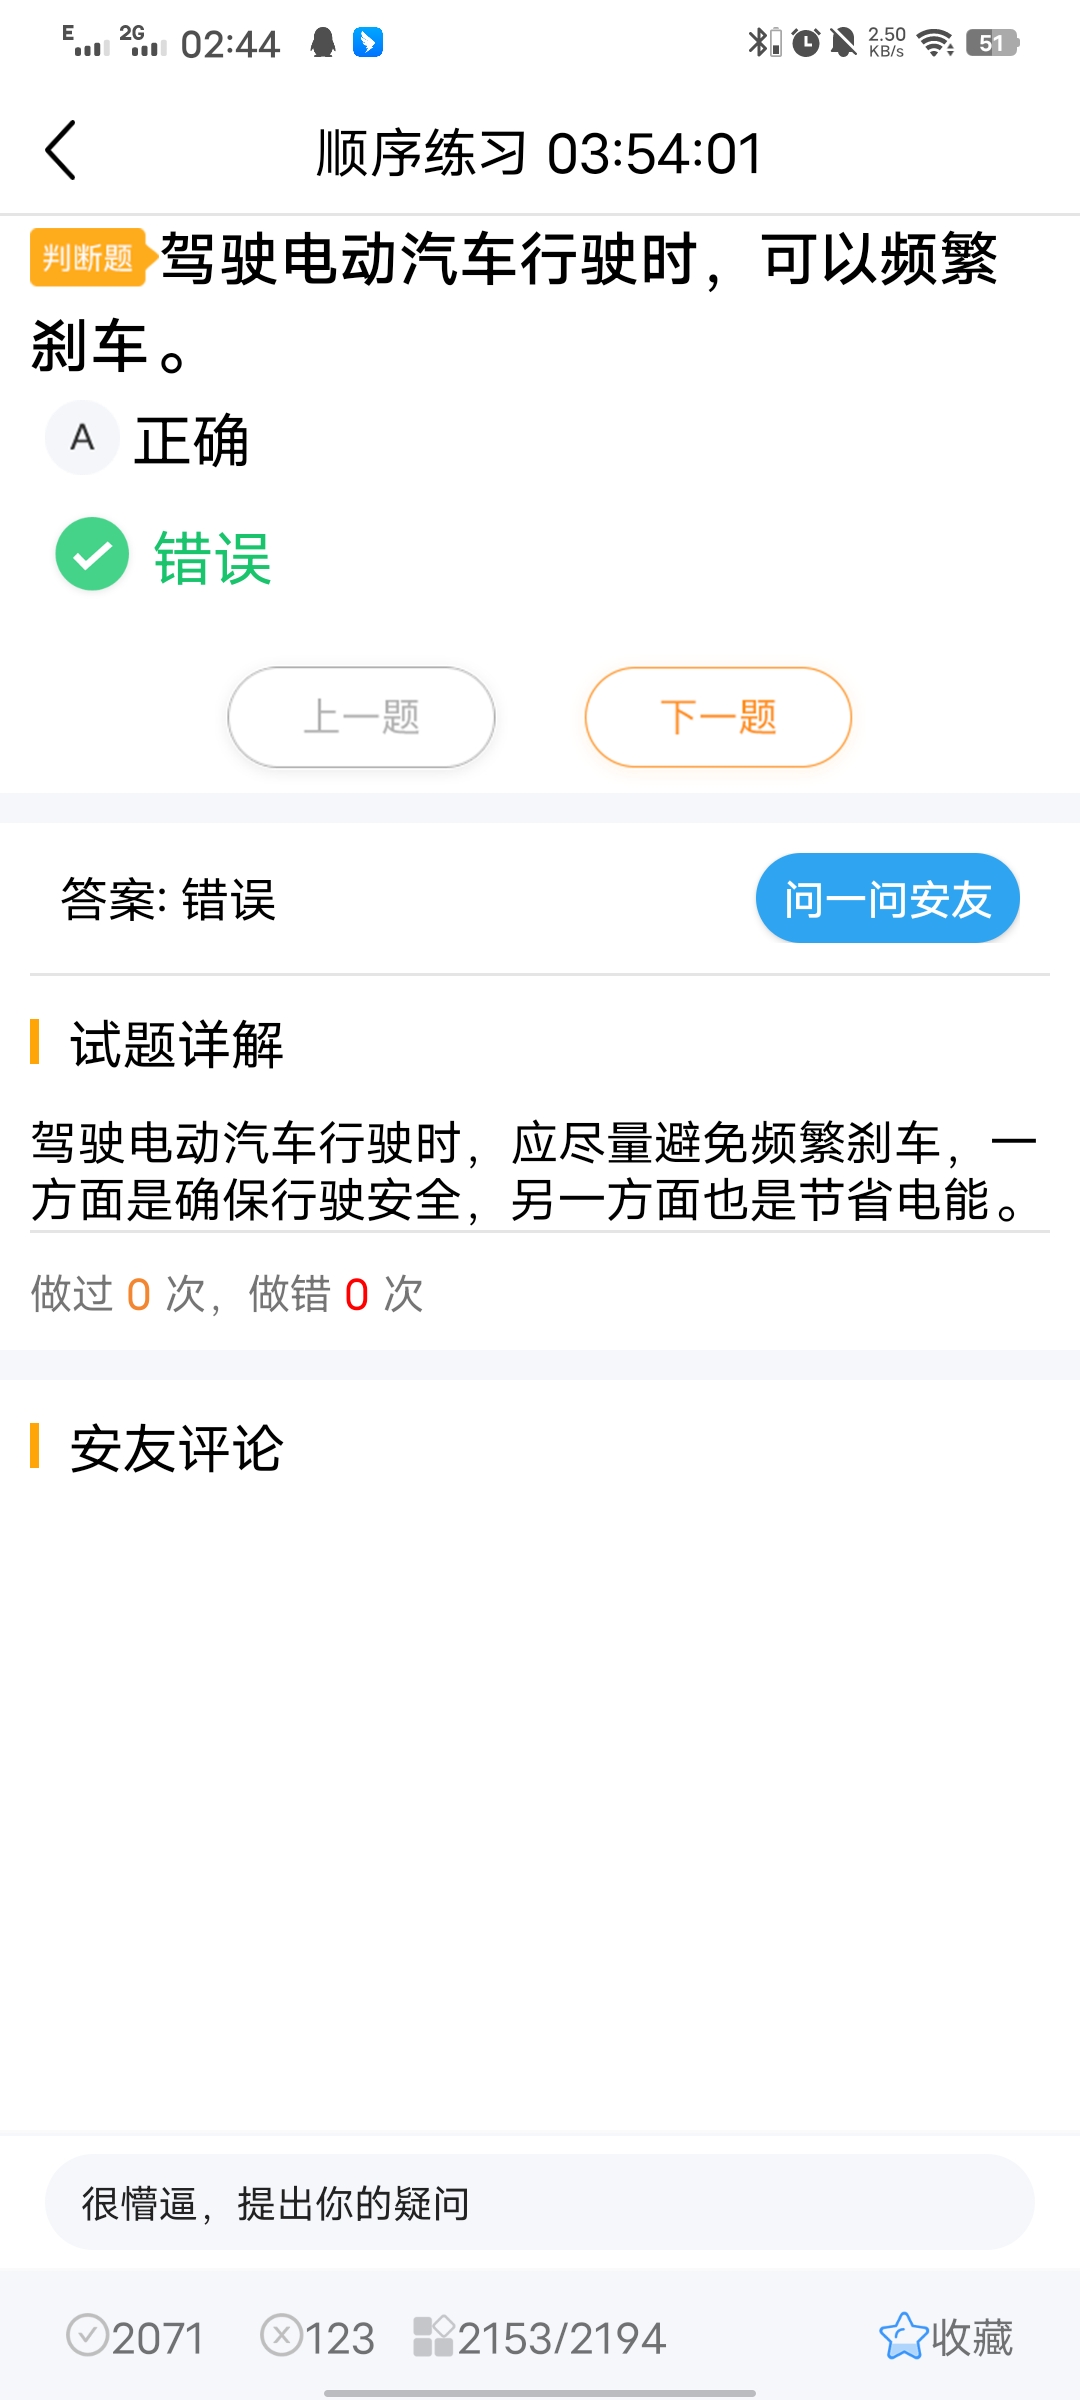 E 2G 02:44 2.50 KB/s 51
顺序练习 03:54:01
判断题 驾驶电动汽车行驶时，可以频繁
刹车。
A 正确
错误
上一题 下一题
答案: 错误 问一问安友
试题详解
驾驶电动汽车行驶时，应尽量避免频繁刹车，一
方面是确保行驶安全，另一方面也是节省电能。
做过 0 次，做错 0 次
安友评论
很懵逼，提出你的疑问
2071 123 2153/2194 收藏